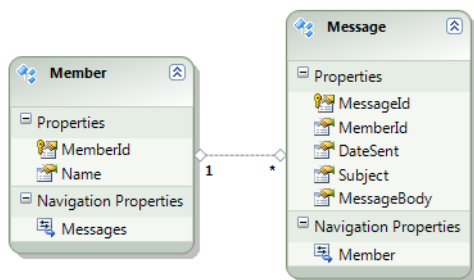 Member
Properties
MemberId
Name
Navigation Properties
Messages
1
*
Message
Properties
MessageId
MemberId
DateSent
Subject
MessageBody
Navigation Properties
Member